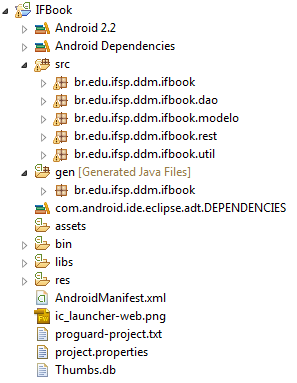 IFBook
Android 2.2
Android Dependencies
src
br.edu.ifsp.ddm.ifbook
br.edu.ifsp.ddm.ifbook.dao
br.edu.ifsp.ddm.ifbook.modelo
br.edu.ifsp.ddm.ifbook.rest
br.edu.ifsp.ddm.ifbook.util
gen [Generated Java Files]
br.edu.ifsp.ddm.ifbook
com.android.ide.eclipse.adt.DEPENDENCIES
assets
bin
libs
res
AndroidManifest.xml
ic_launcher-web.png
proguard-project.txt
project.properties
Thumbs.db